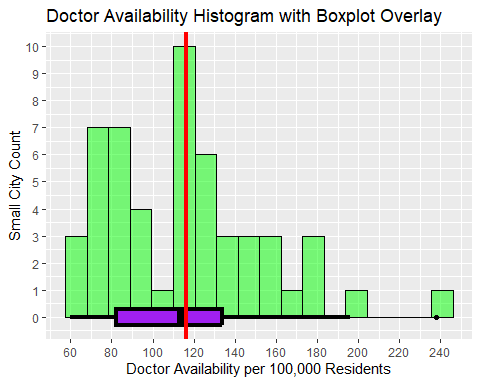 Doctor Availability Histogram with Boxplot Overlay
10
9
8
7
6
5
4
3
2
1
0
Small City Count
60 80 100 120 140 160 180 200 220 240
Doctor Availability per 100,000 Residents